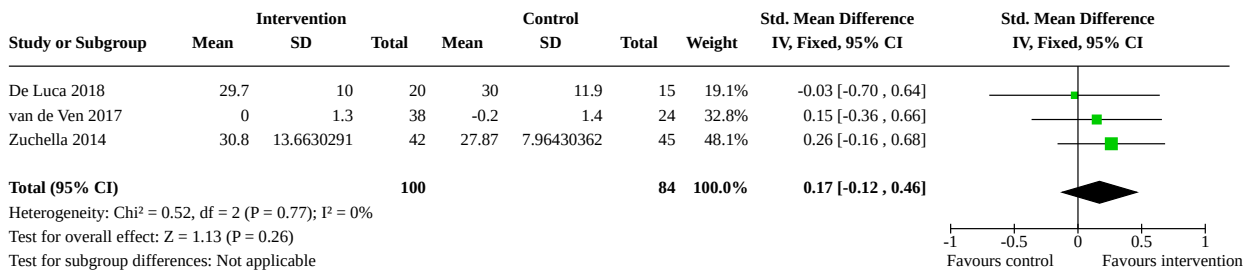 Intervention Control Std. Mean Difference Std. Mean Difference
Study or Subgroup Mean SD Total Mean SD Total Weight IV, Fixed, 95% CI IV, Fixed, 95% CI
De Luca 2018 29.7 10 20 30 11.9 15 19.1% -0.03 [-0.70 , 0.64]
van de Ven 2017 0 1.3 38 -0.2 1.4 24 32.8% 0.15 [-0.36 , 0.66]
Zuchella 2014 30.8 13.6630291 42 27.87 7.96430362 45 48.1% 0.26 [-0.16 , 0.68]
Total (95% CI) 100 84 100.0% 0.17 [-0.12 , 0.46]
Heterogeneity: Chi² = 0.52, df = 2 (P = 0.77); I² = 0%
Test for overall effect: Z = 1.13 (P = 0.26)
Test for subgroup differences: Not applicable
-1 -0.5 0 0.5 1
Favours control Favours intervention